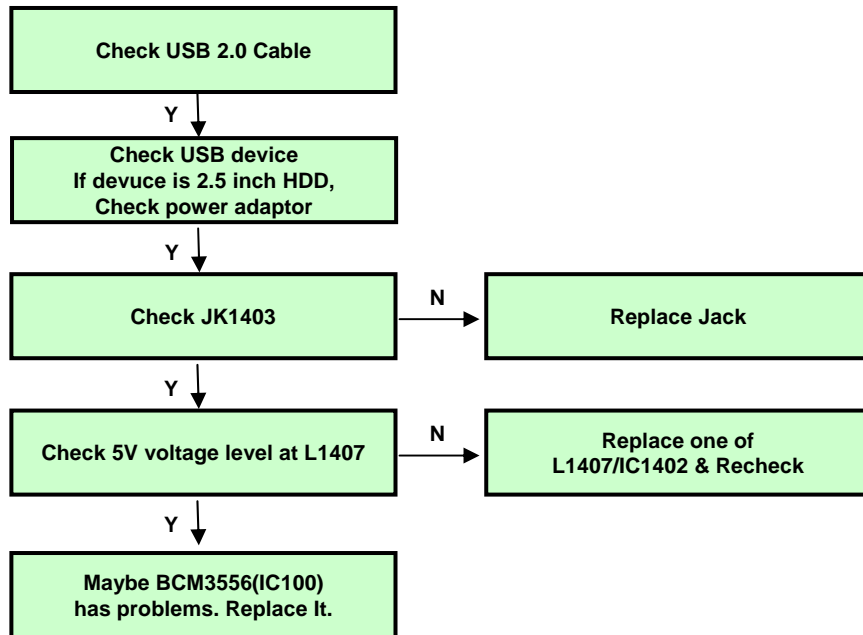 Check USB 2.0 Cable
Y
Check USB device
If devuce is 2.5 inch HDD,
Check power adaptor
Y
Check JK1403
N
Replace Jack
Y
Check 5V voltage level at L1407
N
Replace one of
L1407/IC1402 & Recheck
Y
Maybe BCM3556(IC100)
has problems. Replace It.